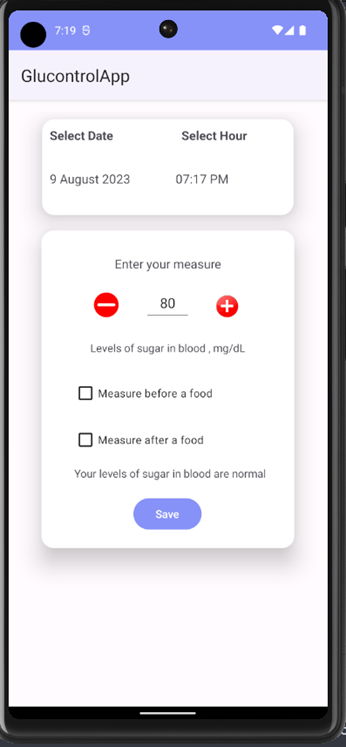 7:19
GlucontrolApp
Select Date Select Hour
9 August 2023 07:17 PM
Enter your measure
80
Levels of sugar in blood , mg/dL
Measure before a food
Measure after a food
Your levels of sugar in blood are normal
Save